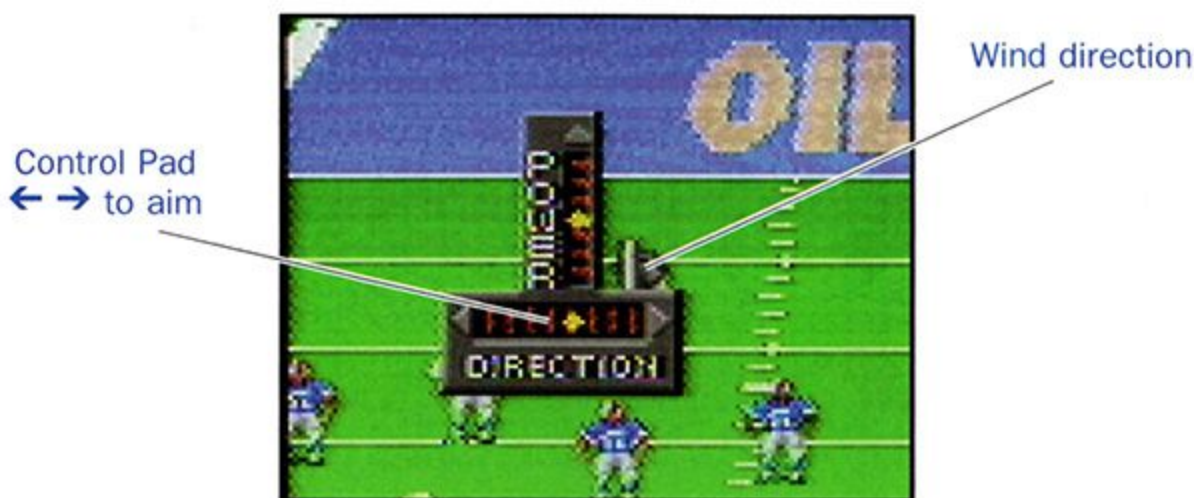 OIL
Wind direction
Control Pad
← → to aim
POWER
DIRECTION